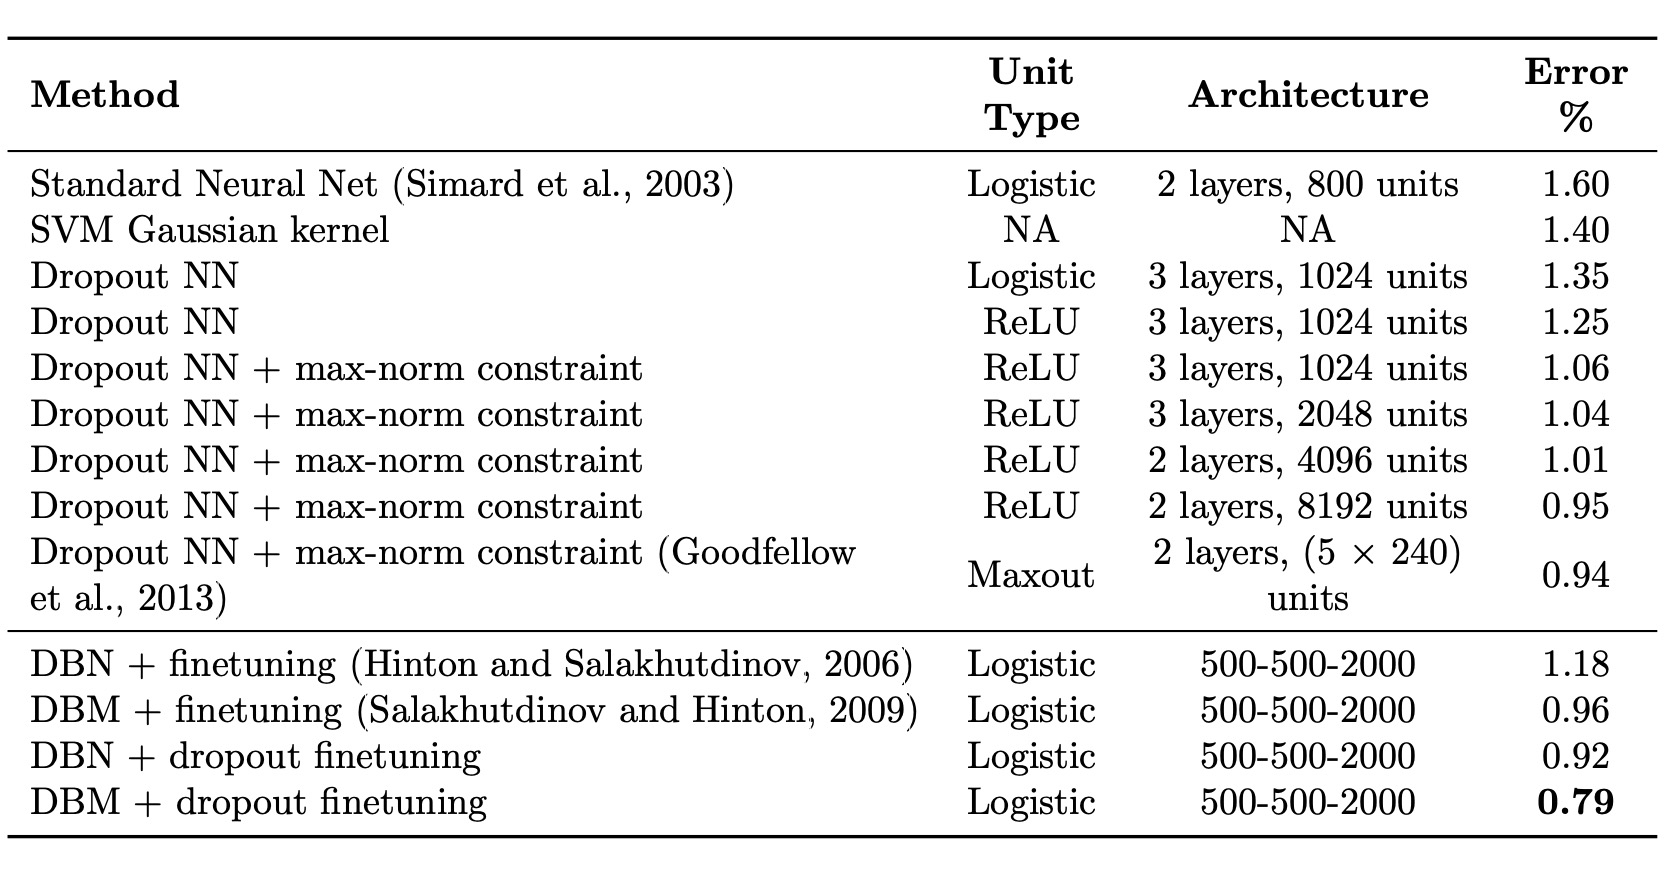 Method Unit Type Architecture Error %
Standard Neural Net (Simard et al., 2003) Logistic 2 layers, 800 units 1.60
SVM Gaussian kernel NA NA 1.40
Dropout NN Logistic 3 layers, 1024 units 1.35
Dropout NN ReLU 3 layers, 1024 units 1.25
Dropout NN + max-norm constraint ReLU 3 layers, 1024 units 1.06
Dropout NN + max-norm constraint ReLU 3 layers, 2048 units 1.04
Dropout NN + max-norm constraint ReLU 2 layers, 4096 units 1.01
Dropout NN + max-norm constraint ReLU 2 layers, 8192 units 0.95
Dropout NN + max-norm constraint (Goodfellow et al., 2013) Maxout 2 layers, (5 × 240) units 0.94
DBN + finetuning (Hinton and Salakhutdinov, 2006) Logistic 500-500-2000 1.18
DBM + finetuning (Salakhutdinov and Hinton, 2009) Logistic 500-500-2000 0.96
DBN + dropout finetuning Logistic 500-500-2000 0.92
DBM + dropout finetuning Logistic 500-500-2000 0.79